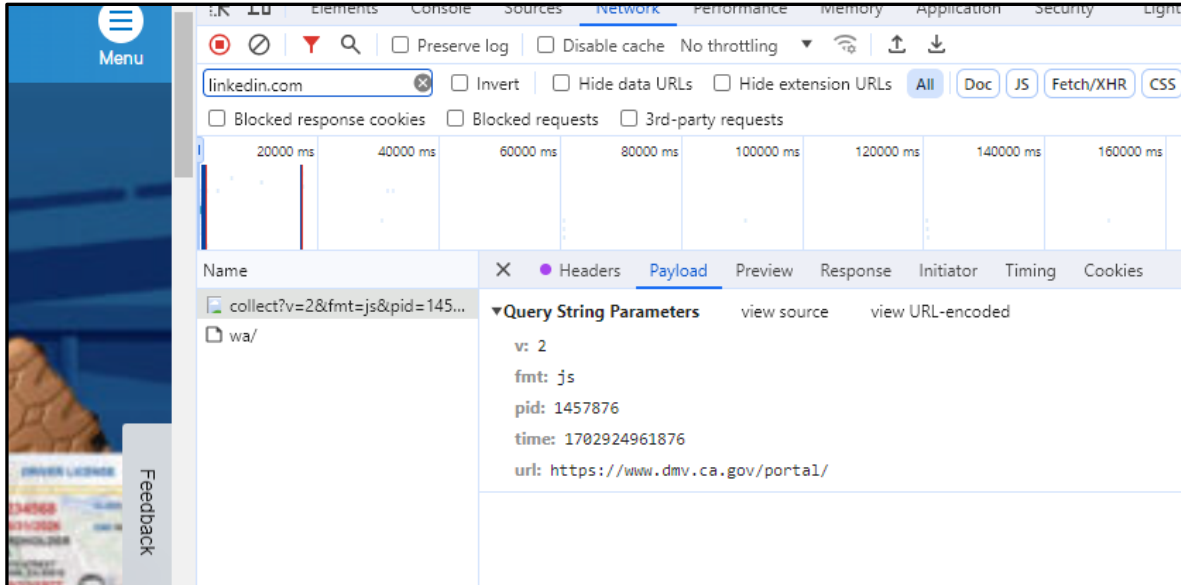 Menu
Elements Console Sources Network Performance Memory Application Security Light
Preserve log Disable cache No throttling
linkedin.com Invert Hide data URLs Hide extension URLs All Doc JS Fetch/XHR CSS
Blocked response cookies Blocked requests 3rd-party requests
20000 ms 40000 ms 60000 ms 80000 ms 100000 ms 120000 ms 140000 ms 160000 ms
Name Headers Payload Preview Response Initiator Timing Cookies
collect?v=2&fmt=js&pid=145...
wa/
Query String Parameters view source view URL-encoded
v: 2
fmt: js
pid: 1457876
time: 1702924961876
url: https://www.dmv.ca.gov/portal/
Feedback
DRIVER LICENSE